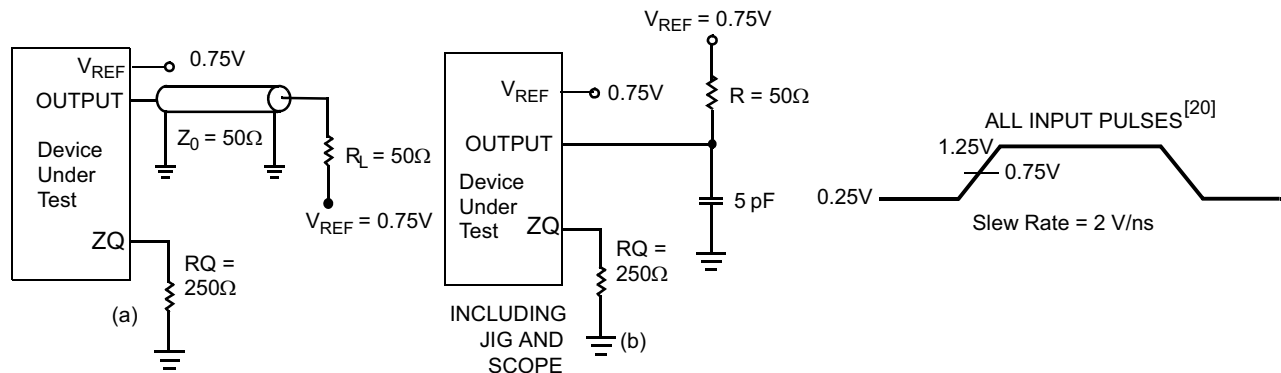 V_REF
0.75V
OUTPUT
Z_0 = 50Ω
Device
Under
Test
R_L = 50Ω
V_REF = 0.75V
ZQ
RQ =
250Ω
(a)
V_REF = 0.75V
V_REF
0.75V
R = 50Ω
OUTPUT
Device
Under
Test
5 pF
ZQ
RQ =
250Ω
INCLUDING
JIG AND
SCOPE
(b)
ALL INPUT PULSES[20]
1.25V
0.75V
0.25V
Slew Rate = 2 V/ns